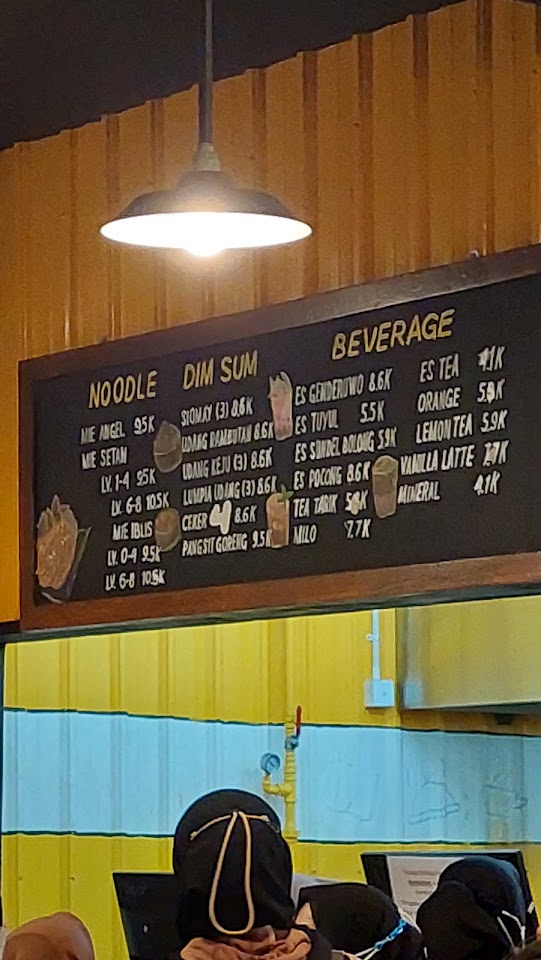 NOODLE
MIE ANGEL 9.5K
MIE SETAN
LV. 1-4 9.5K
LV. 6-8 10.5K
MIE IBLIS
LV. 0-4 9.5K
LV. 6-8 10.5K
DIM SUM
SIOMAY (3) 8.6K
UDANG RAMBUTAN 8.6K
UDANG KEJU (3) 8.6K
LUMPIA UDANG (3) 8.6K
CEKER 8.6K
PANGSIT GORENG 9.5K
BEVERAGE
ES GENDERUWO 8.6K
ES TUYUL 5.5K
ES SUNDEL BOLONG 5.9K
ES POCONG 8.6K
TEA TARIK
MILO 7.7K
ES TEA 4.1K
ORANGE
LEMON TEA 5.9K
VANILLA LATTE 7.7K
MINERAL 4.1K